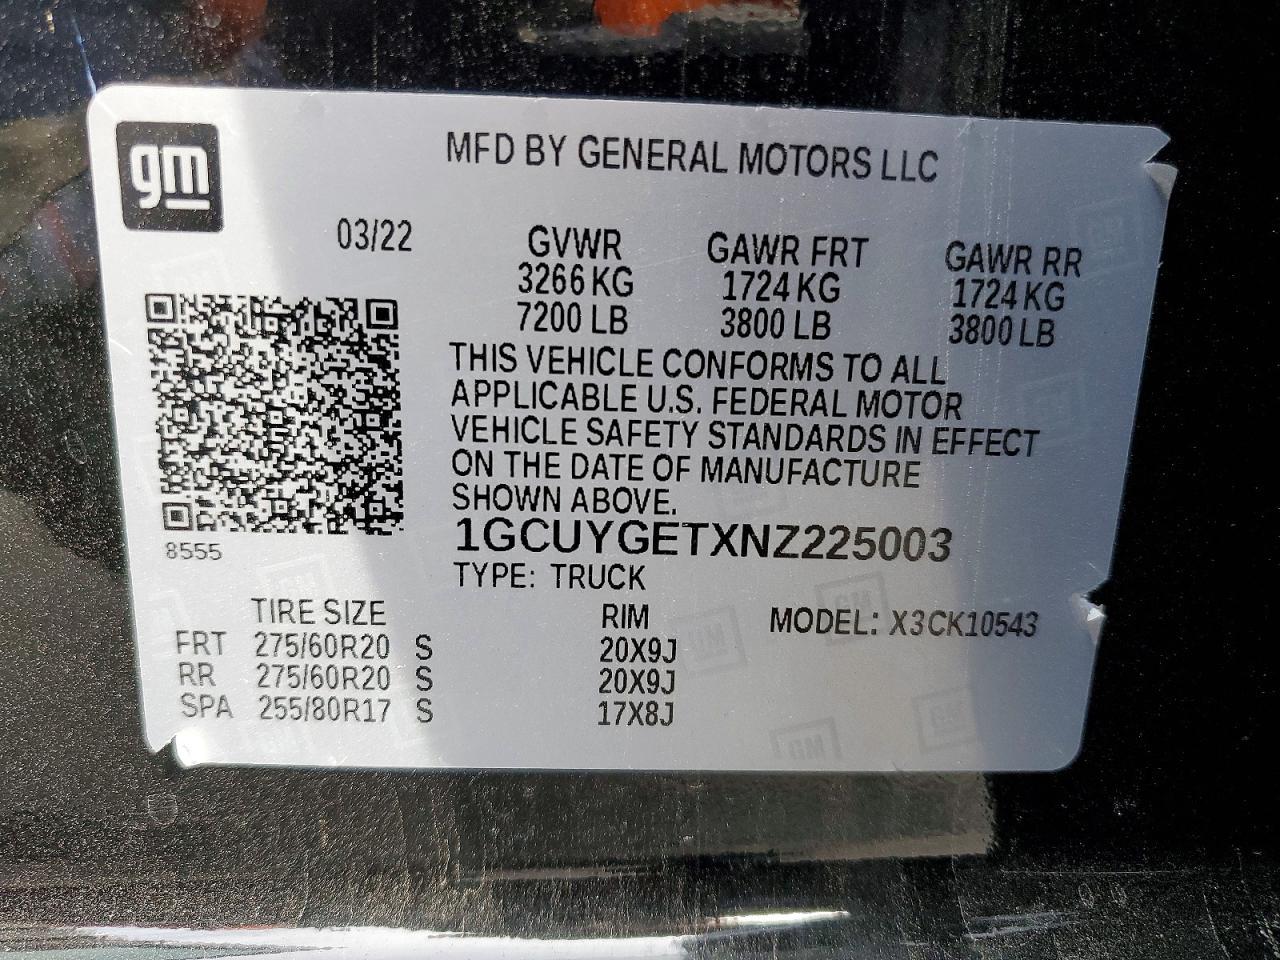 gm
MFD BY GENERAL MOTORS LLC
03/22
GVWR GAWR FRT GAWR RR
3266 KG 1724 KG 1724 KG
7200 LB 3800 LB 3800 LB
THIS VEHICLE CONFORMS TO ALL
APPLICABLE U.S. FEDERAL MOTOR
VEHICLE SAFETY STANDARDS IN EFFECT
ON THE DATE OF MANUFACTURE
SHOWN ABOVE.
8555
1GCUYGETXNZ225003
TYPE: TRUCK
TIRE SIZE RIM MODEL: X3CK10543
FRT 275/60R20 S 20X9J
RR 275/60R20 S 20X9J
SPA 255/80R17 S 17X8J